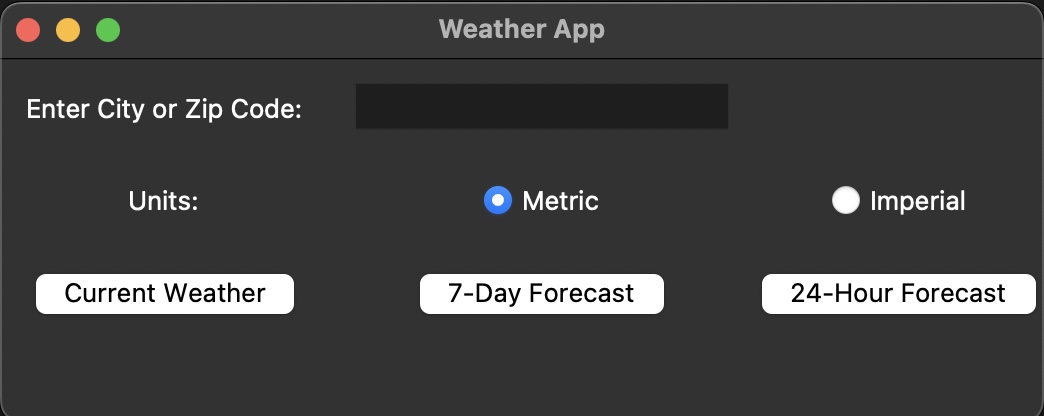 Weather App
Enter City or Zip Code:
Units: Metric Imperial
Current Weather 7-Day Forecast 24-Hour Forecast